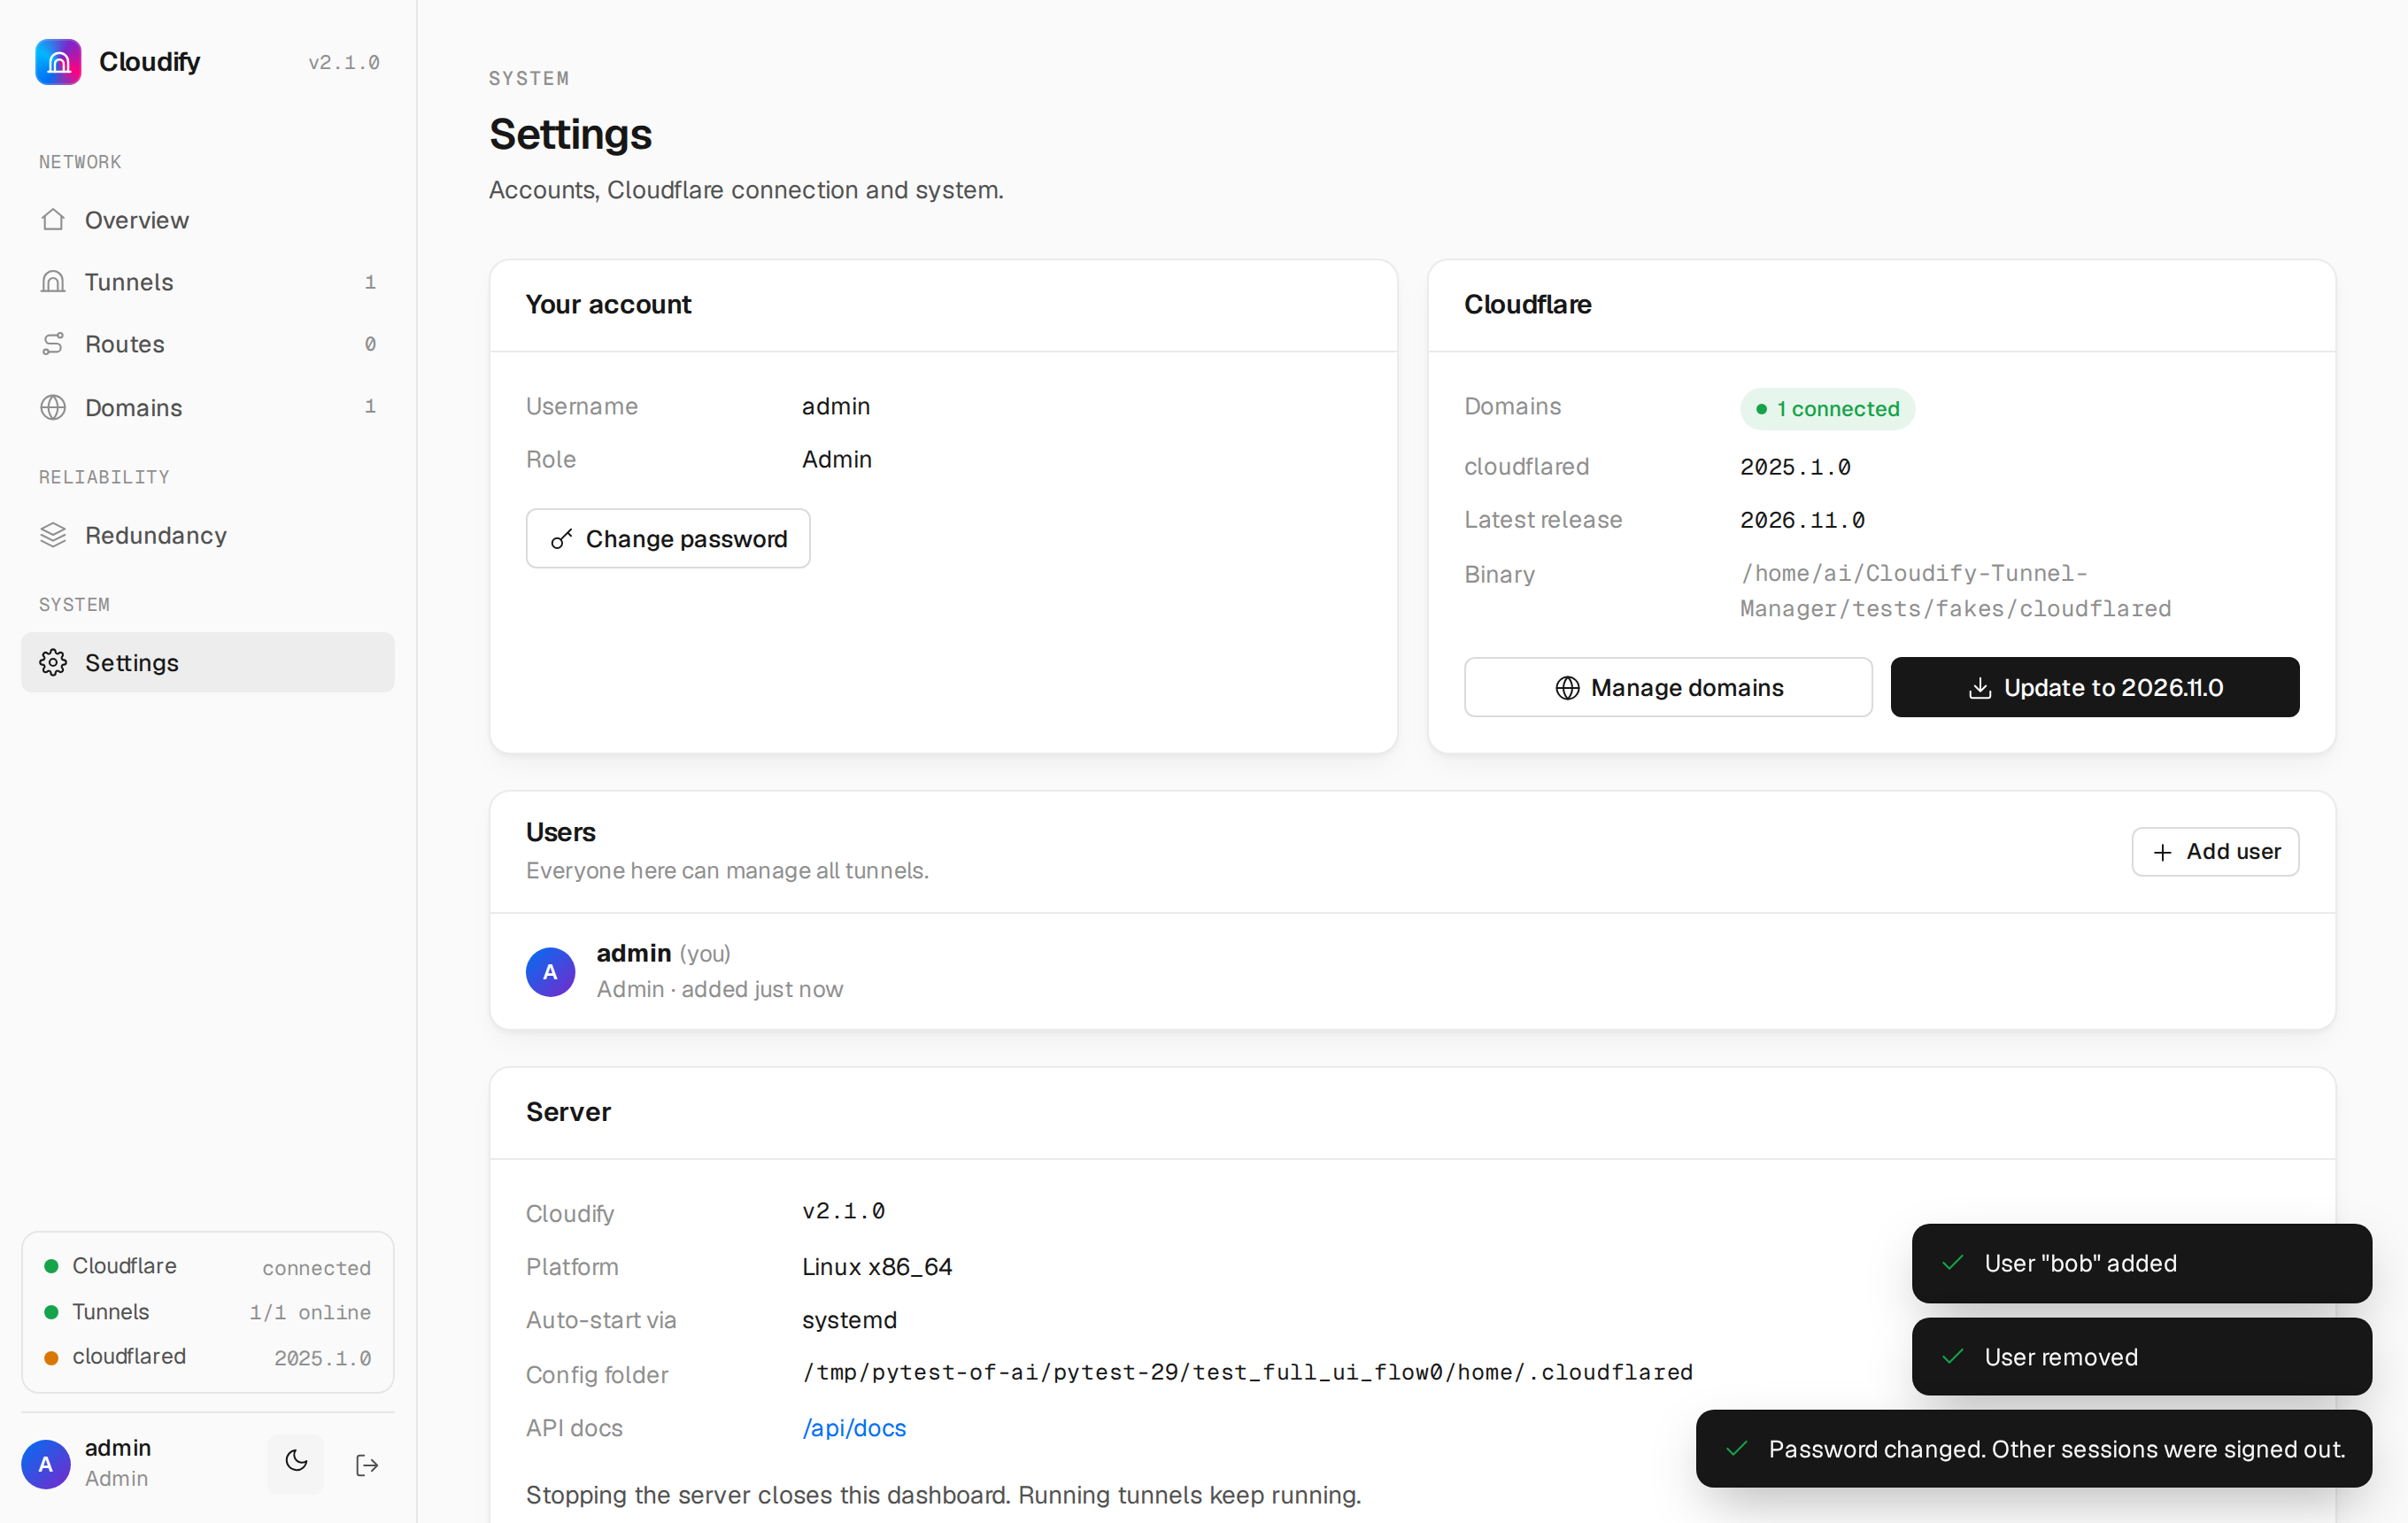 Cloudify v2.1.0
NETWORK
Overview
Tunnels 1
Routes 0
Domains 1
RELIABILITY
Redundancy
SYSTEM
Settings
Cloudflare connected
Tunnels 1/1 online
cloudflared 2025.1.0
A admin
Admin
SYSTEM
Settings
Accounts, Cloudflare connection and system.
Your account
Username admin
Role Admin
Change password
Cloudflare
Domains 1 connected
cloudflared 2025.1.0
Latest release 2026.11.0
Binary /home/ai/Cloudify-Tunnel-
Manager/tests/fakes/cloudflared
Manage domains Update to 2026.11.0
Users
Everyone here can manage all tunnels.
Add user
A admin (you)
Admin · added just now
Server
Cloudify v2.1.0
Platform Linux x86_64
Auto-start via systemd
Config folder /tmp/pytest-of-ai/pytest-29/test_full_ui_flow0/home/.cloudflared
API docs /api/docs
Stopping the server closes this dashboard. Running tunnels keep running.
User "bob" added
User removed
Password changed. Other sessions were signed out.